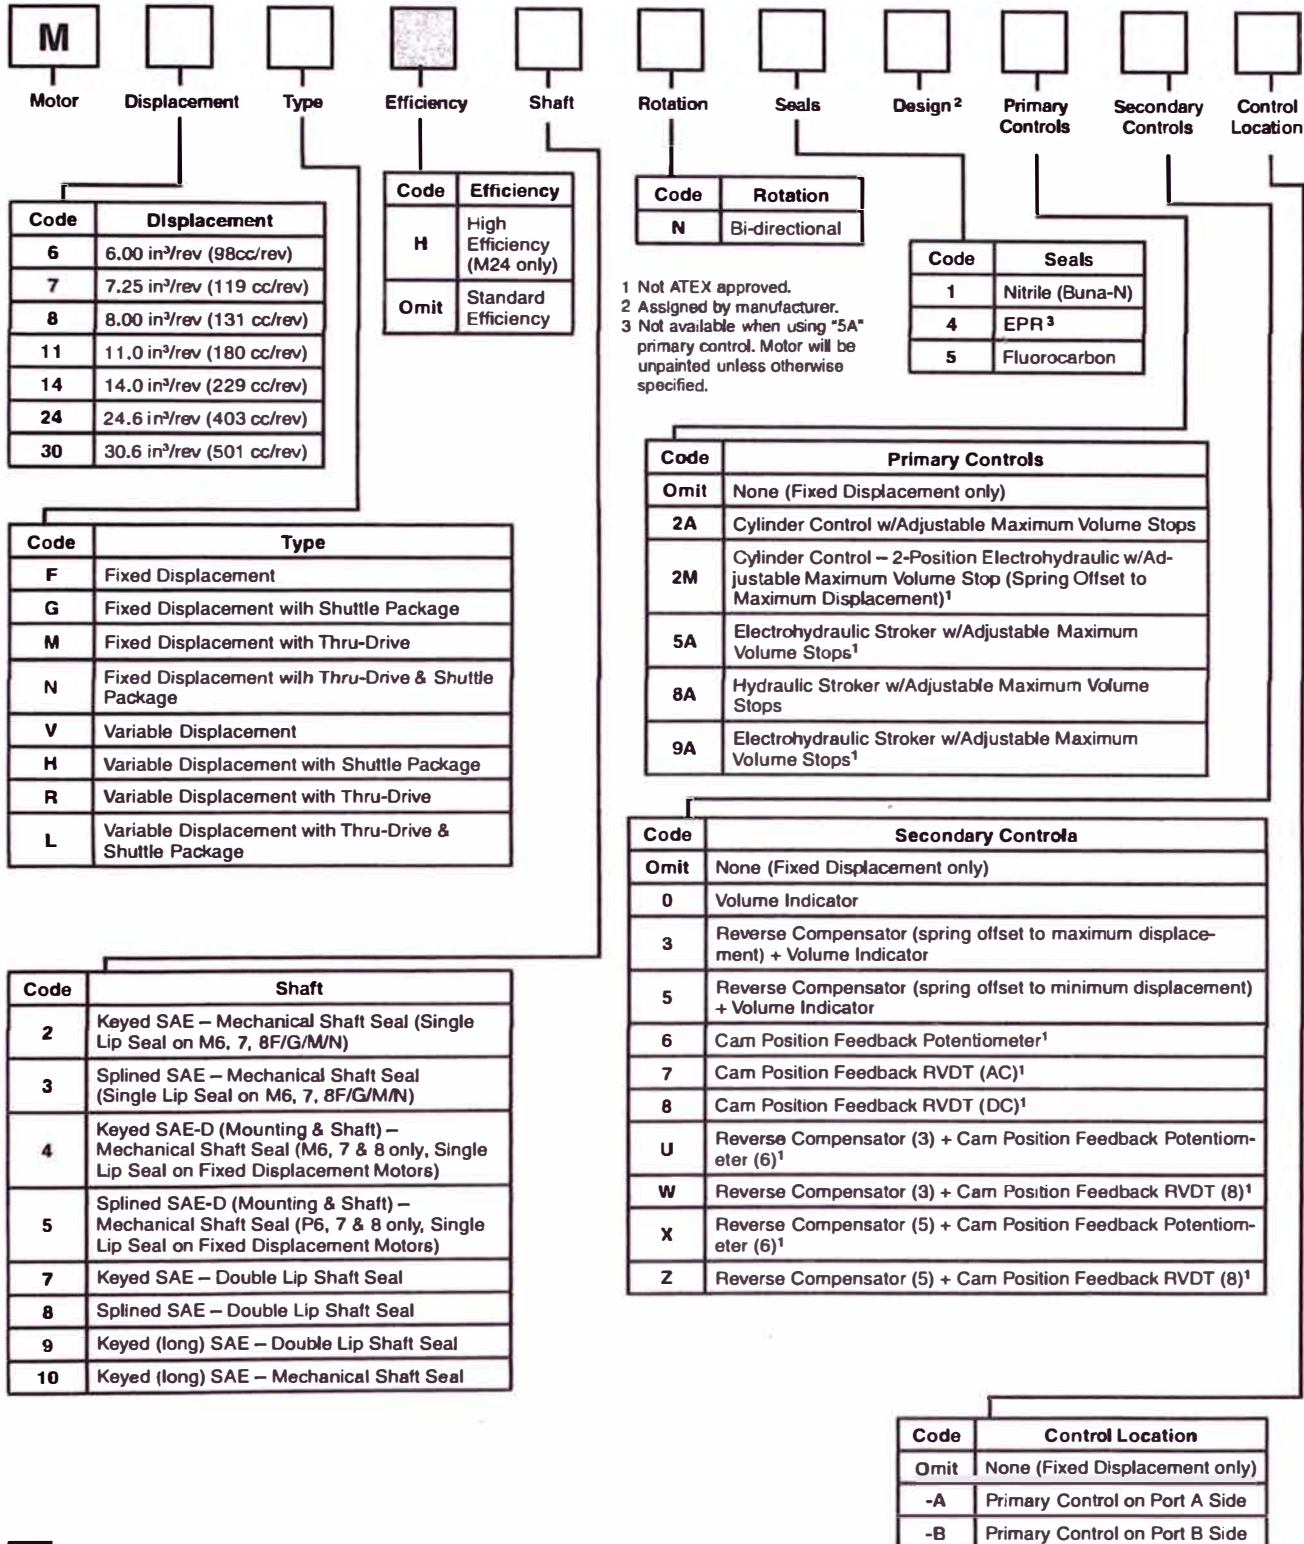 M
Motor Displacement Type Efficiency Shaft Rotation Seals Design 2 Primary Controls Secondary Controls Control Location
Code Displacement
6 6.00 in³/rev (98cc/rev)
7 7.25 in³/rev (119 cc/rev)
8 8.00 in³/rev (131 cc/rev)
11 11.0 in³/rev (180 cc/rev)
14 14.0 in³/rev (229 cc/rev)
24 24.6 in³/rev (403 cc/rev)
30 30.6 in³/rev (501 cc/rev)
Code Efficiency
H High
Efficiency
(M24 only)
Omit Standard
Efficiency
Code Rotation
N Bi-directional
1 Not ATEX approved.
2 Assigned by manufacturer.
3 Not available when using "5A"
primary control. Motor will be
unpainted unless otherwise
specified.
Code Seals
1 Nitrile (Buna-N)
4 EPR ³
5 Fluorocarbon
Code Type
F Fixed Displacement
G Fixed Displacement with Shuttle Package
M Fixed Displacement with Thru-Drive
N Fixed Displacement with Thru-Drive & Shuttle
Package
V Variable Displacement
H Variable Displacement with Shuttle Package
R Variable Displacement with Thru-Drive
L Variable Displacement with Thru-Drive &
Shuttle Package
Code Primary Controls
Omit None (Fixed Displacement only)
2A Cylinder Control w/Adjustable Maximum Volume Stops
2M Cylinder Control – 2-Position Electrohydraulic w/Ad-
justable Maximum Volume Stop (Spring Offset to
Maximum Displacement)¹
5A Electrohydraulic Stroker w/Adjustable Maximum
Volume Stops¹
8A Hydraulic Stroker w/Adjustable Maximum Volume
Stops
9A Electrohydraulic Stroker w/Adjustable Maximum
Volume Stops¹
Code Secondary Controla
Omit None (Fixed Displacement only)
0 Volume Indicator
3 Reverse Compensator (spring offset to maximum displace-
ment) + Volume Indicator
5 Reverse Compensator (spring offset to minimum displacement)
+ Volume Indicator
6 Cam Position Feedback Potentiometer¹
7 Cam Position Feedback RVDT (AC)¹
8 Cam Position Feedback RVDT (DC)¹
U Reverse Compensator (3) + Cam Position Feedback Potentiom-
eter (6)¹
W Reverse Compensator (3) + Cam Position Feedback RVDT (8)¹
X Reverse Compensator (5) + Cam Position Feedback Potentiom-
eter (6)¹
Z Reverse Compensator (5) + Cam Position Feedback RVDT (8)¹
Code Shaft
2 Keyed SAE – Mechanical Shaft Seal (Single
Lip Seal on M6, 7, 8F/G/M/N)
3 Splined SAE – Mechanical Shaft Seal
(Single Lip Seal on M6, 7, 8F/G/M/N)
4 Keyed SAE-D (Mounting & Shaft) –
Mechanical Shaft Seal (M6, 7 & 8 only, Single
Lip Seal on Fixed Displacement Motors)
5 Splined SAE-D (Mounting & Shaft) –
Mechanical Shaft Seal (P6, 7 & 8 only, Single
Lip Seal on Fixed Displacement Motors)
7 Keyed SAE – Double Lip Shaft Seal
8 Splined SAE – Double Lip Shaft Seal
9 Keyed (long) SAE – Double Lip Shaft Seal
10 Keyed (long) SAE – Mechanical Shaft Seal
Code Control Location
Omit None (Fixed Displacement only)
-A Primary Control on Port A Side
-B Primary Control on Port B Side